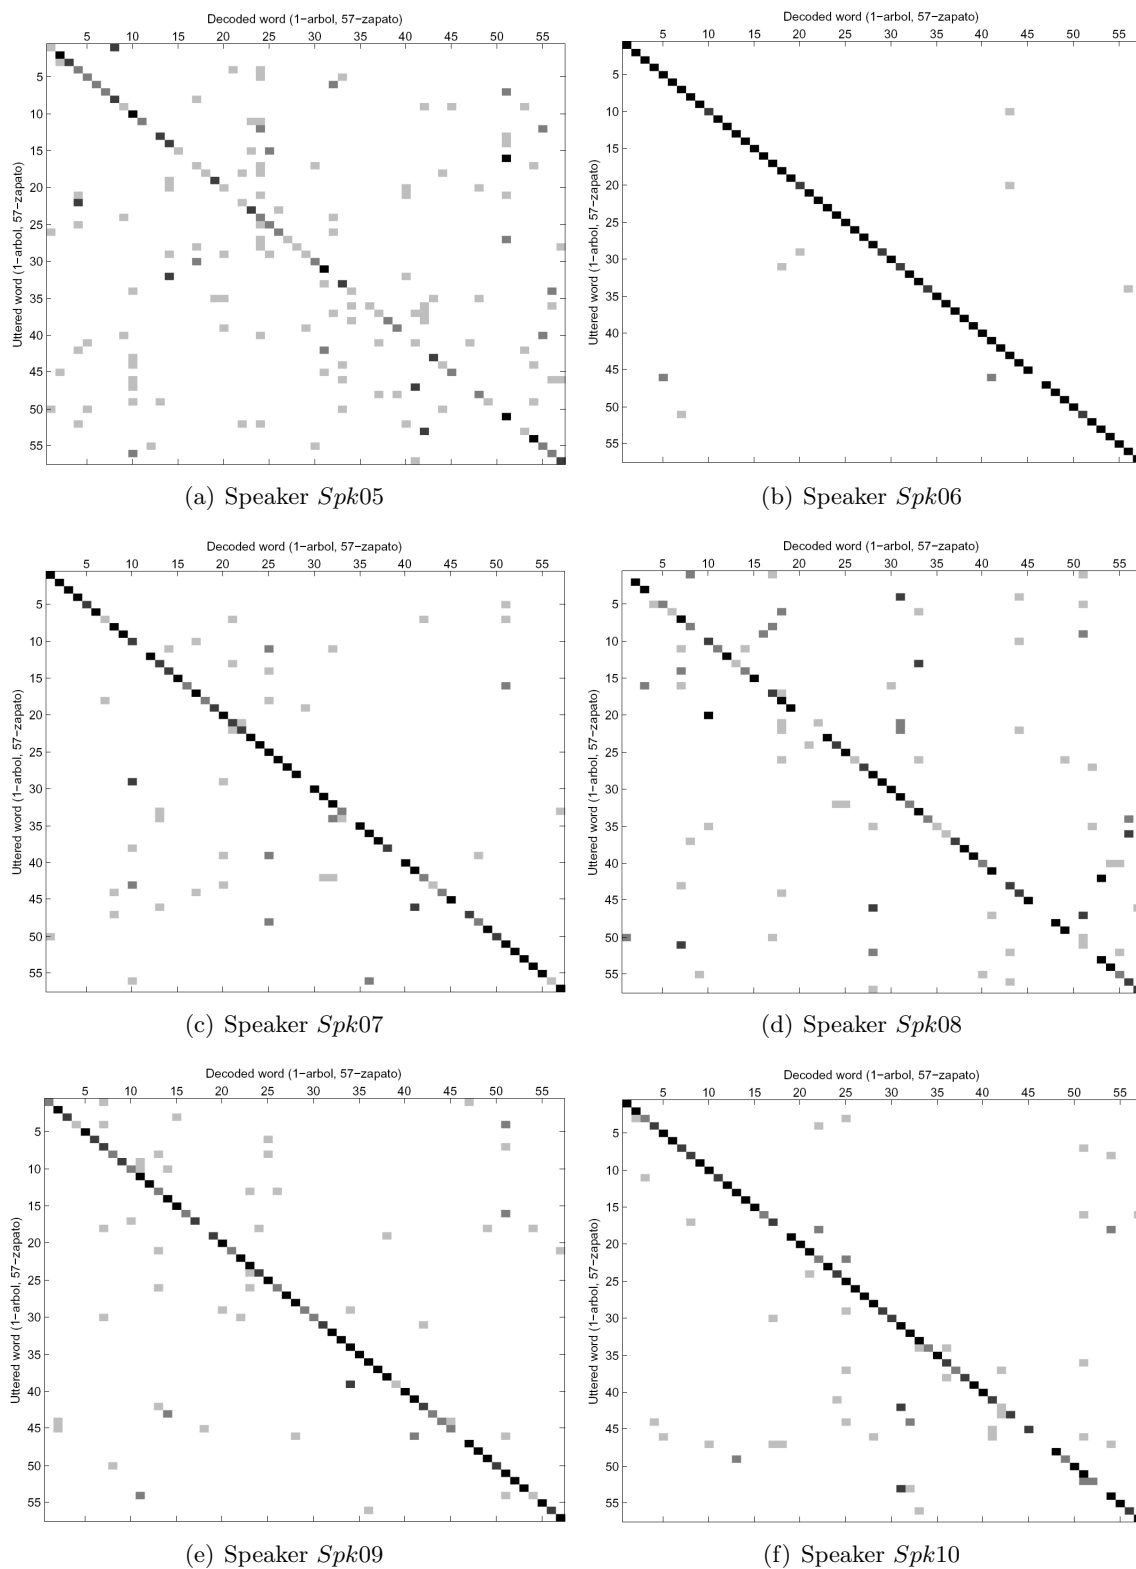 Decoded word (1−arbol, 57−zapato)
5 10 15 20 25 30 35 40 45 50 55
Uttered word (1−arbol, 57−zapato)
5
10
15
20
25
30
35
40
45
50
55
(a) Speaker Spk05
Decoded word (1−arbol, 57−zapato)
5 10 15 20 25 30 35 40 45 50 55
Uttered word (1−arbol, 57−zapato)
5
10
15
20
25
30
35
40
45
50
55
(b) Speaker Spk06
Decoded word (1−arbol, 57−zapato)
5 10 15 20 25 30 35 40 45 50 55
Uttered word (1−arbol, 57−zapato)
5
10
15
20
25
30
35
40
45
50
55
(c) Speaker Spk07
Decoded word (1−arbol, 57−zapato)
5 10 15 20 25 30 35 40 45 50 55
Uttered word (1−arbol, 57−zapato)
5
10
15
20
25
30
35
40
45
50
55
(d) Speaker Spk08
Decoded word (1−arbol, 57−zapato)
5 10 15 20 25 30 35 40 45 50 55
Uttered word (1−arbol, 57−zapato)
5
10
15
20
25
30
35
40
45
50
55
(e) Speaker Spk09
Decoded word (1−arbol, 57−zapato)
5 10 15 20 25 30 35 40 45 50 55
Uttered word (1−arbol, 57−zapato)
5
10
15
20
25
30
35
40
45
50
55
(f) Speaker Spk10